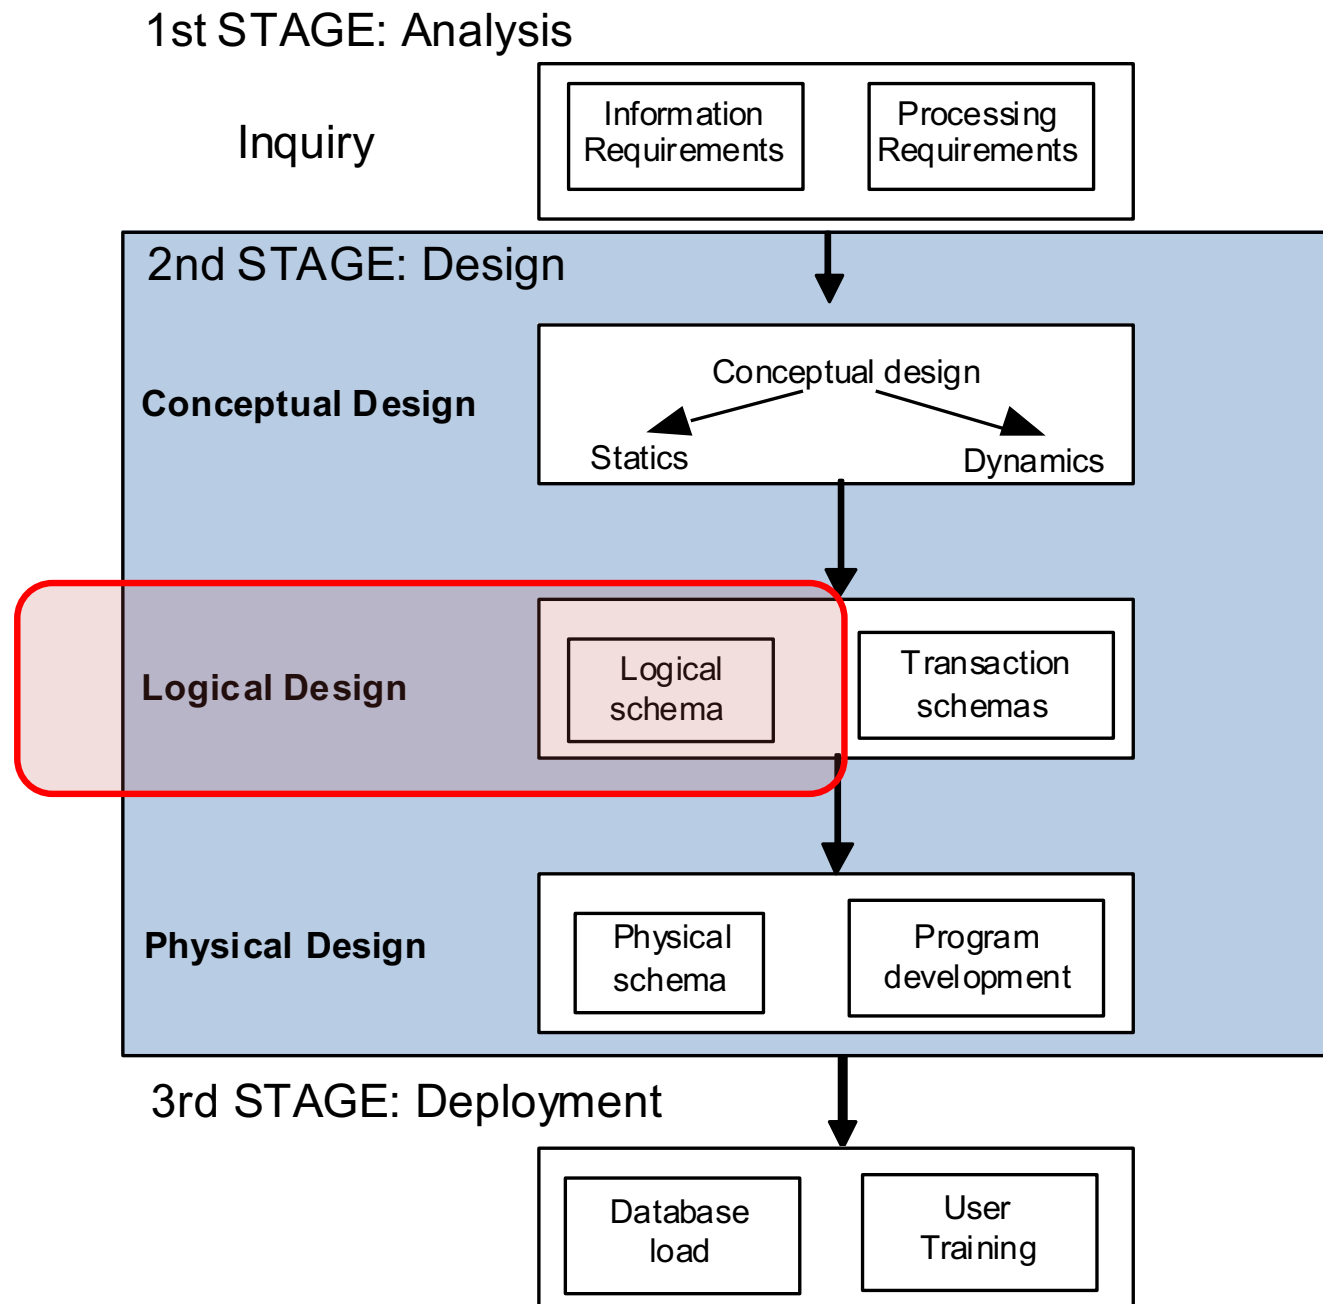 1st STAGE: Analysis
Inquiry
Information
Requirements
Processing
Requirements
2nd STAGE: Design
Conceptual Design
Conceptual design
Statics
Dynamics
Logical Design
Logical
schema
Transaction
schemas
Physical Design
Physical
schema
Program
development
3rd STAGE: Deployment
Database
load
User
Training